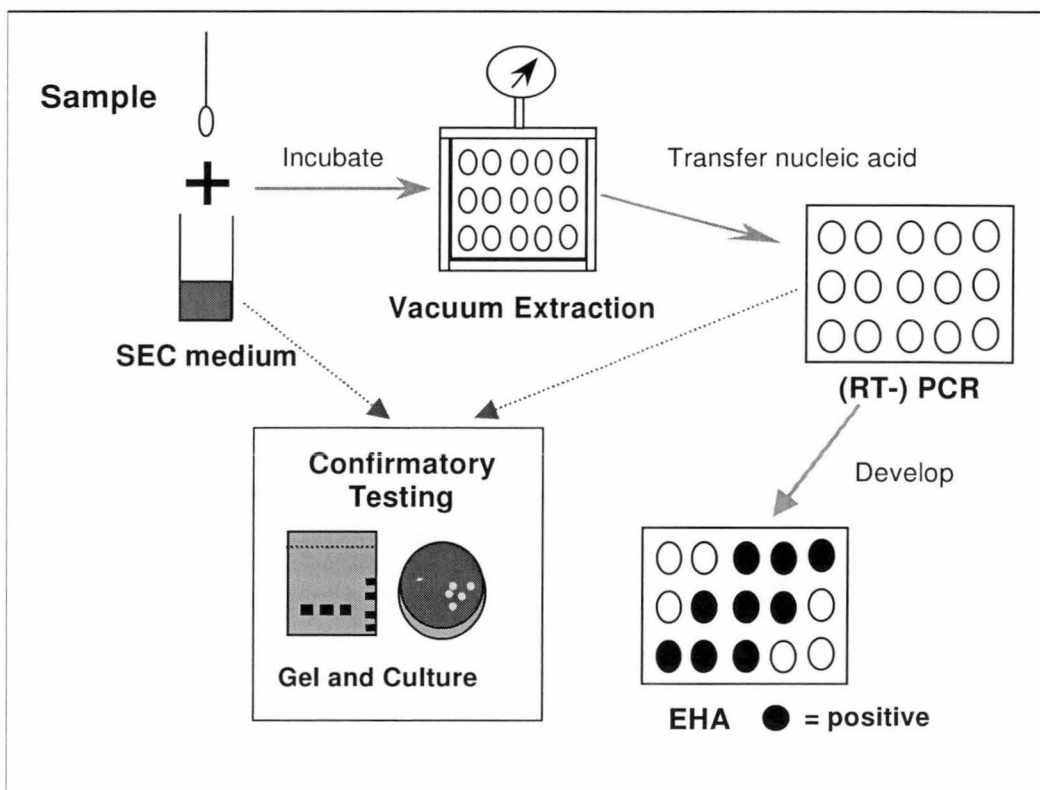 Sample
Incubate
Transfer nucleic acid
Vacuum Extraction
SEC medium
(RT-) PCR
Confirmatory
Testing
Develop
Gel and Culture
EHA = positive